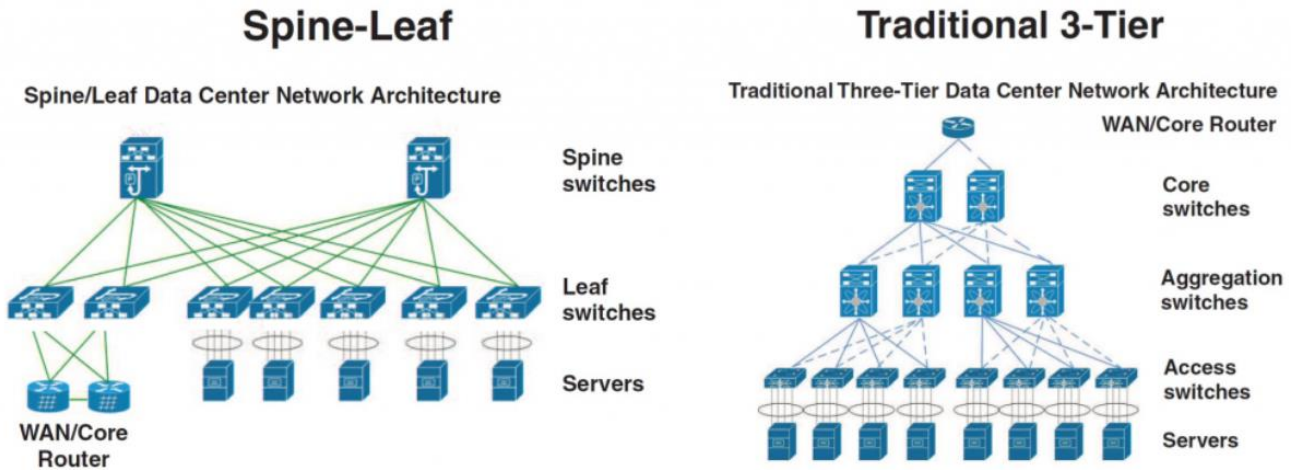 Spine-Leaf
Spine/Leaf Data Center Network Architecture
Spine
switches
Leaf
switches
Servers
WAN/Core
Router
Traditional 3-Tier
Traditional Three-Tier Data Center Network Architecture
WAN/Core Router
Core
switches
Aggregation
switches
Access
switches
Servers